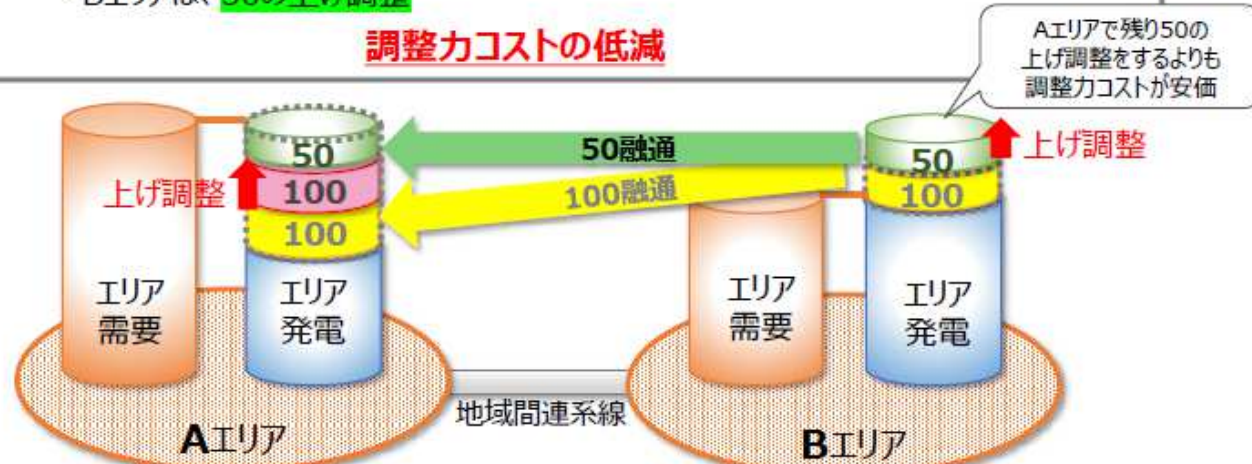 ・Bエリアは、50の上げ調整
調整力コストの低減
Aエリアで残り50の
上げ調整をするよりも
調整力コストが安価
50
50融通
50
上げ調整
上げ調整
100
100融通
100
100
エリア
需要
エリア
発電
エリア
需要
エリア
発電
地域間連系線
Aエリア
Bエリア